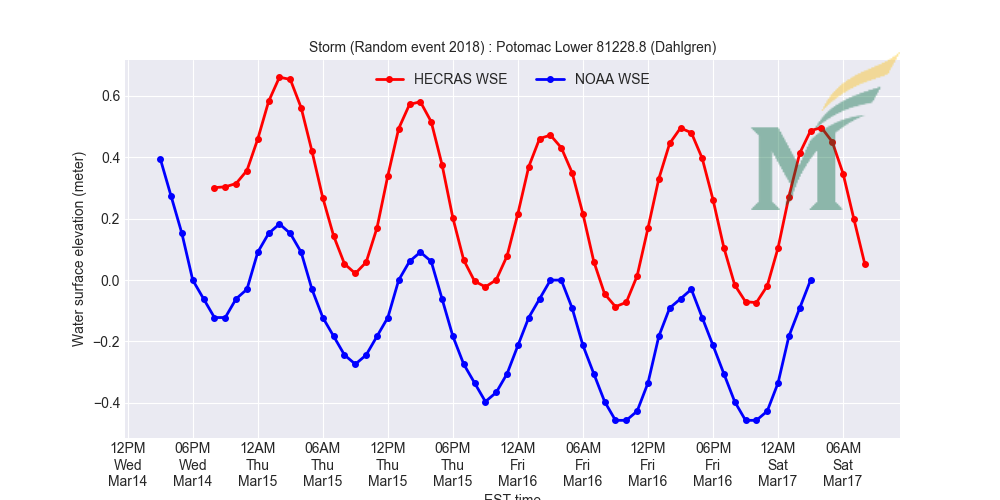 Storm (Random event 2018) : Potomac Lower 81228.8 (Dahlgren)
HECRAS WSE
NOAA WSE
M
Water surface elevation (meter)
0.6
0.4
0.2
0.0
−0.2
−0.4
12PM 06PM 12AM 06AM 12PM 06PM 12AM 06AM 12PM 06PM 12AM 06AM
Wed Wed Thu Thu Thu Thu Fri Fri Fri Fri Sat Sat
Mar14 Mar14 Mar15 Mar15 Mar15 Mar15 Mar16 Mar16 Mar16 Mar16 Mar17 Mar17
EST time